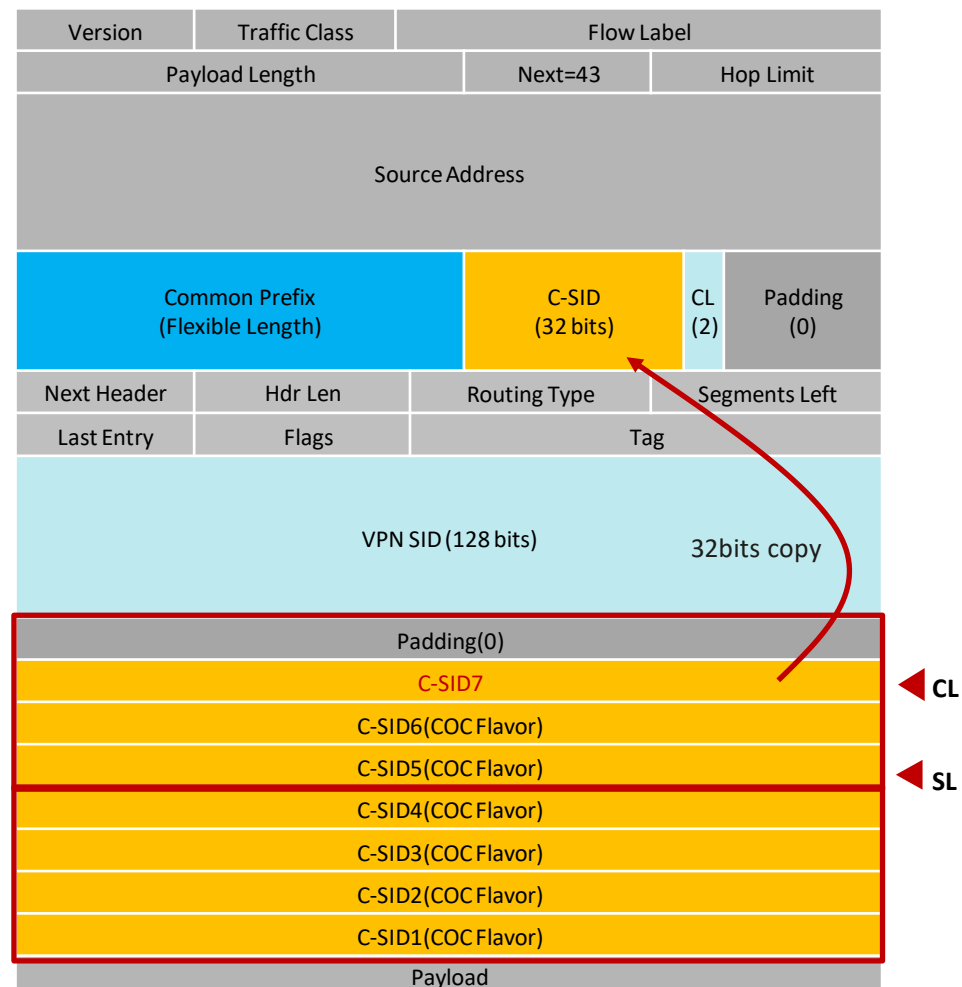 Version Traffic Class Flow Label
Payload Length Next=43 Hop Limit
Source Address
Common Prefix C-SID CL Padding
(Flexible Length) (32 bits) (2) (0)
Next Header Hdr Len Routing Type Segments Left
Last Entry Flags Tag
VPN SID (128 bits) 32bits copy
Padding(0)
C-SID7 CL
C-SID6(COC Flavor)
C-SID5(COC Flavor) SL
C-SID4(COC Flavor)
C-SID3(COC Flavor)
C-SID2(COC Flavor)
C-SID1(COC Flavor)
Payload